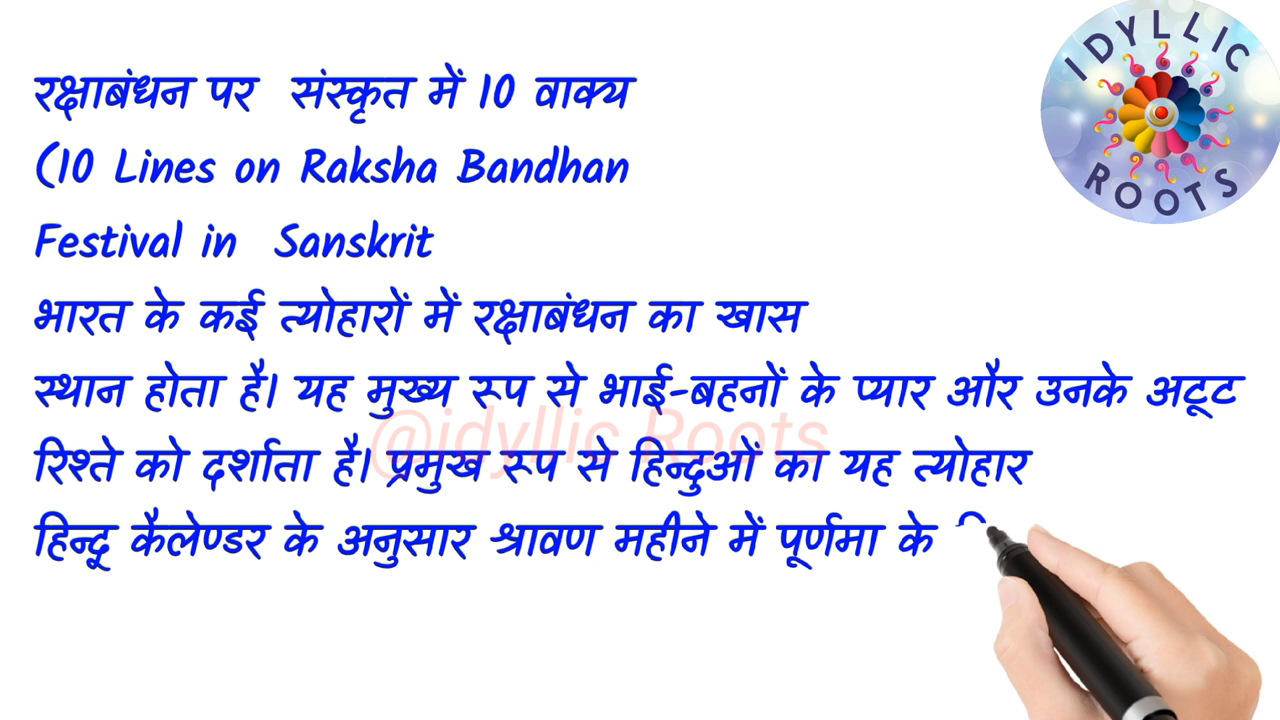 IDYLLIC
ROOTS
रक्षाबंधन पर संस्कृत में 10 वाक्य
(10 Lines on Raksha Bandhan
Festival in Sanskrit
भारत के कई त्योहारों में रक्षाबंधन का खास
स्थान होता है। यह मुख्य रूप से भाई-बहनों के प्यार और उनके अटूट
@idyllic Roots
रिश्ते को दर्शाता है। प्रमुख रूप से हिन्दुओं का यह त्योहार
हिन्दू कैलेण्डर के अनुसार श्रावण महीने में पूर्णमा के